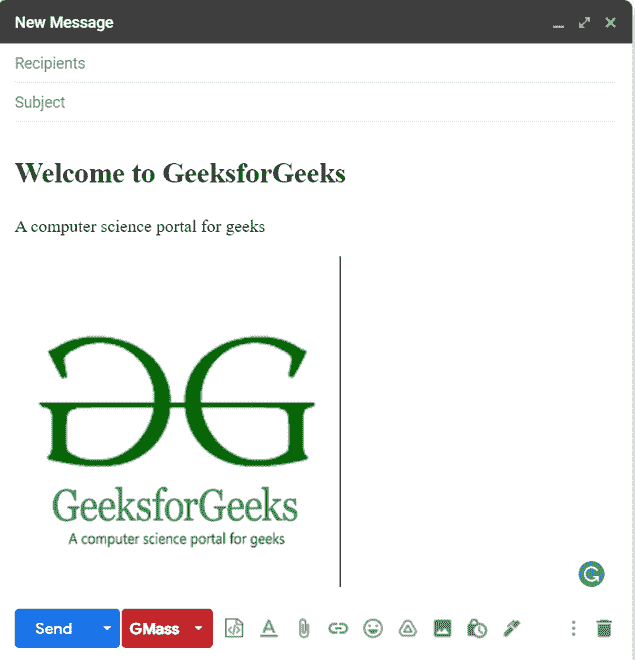 New Message
Recipients
Subject
Welcome to GeeksforGeeks
A computer science portal for geeks
GeeksforGeeks
A computer science portal for geeks
Send GMass